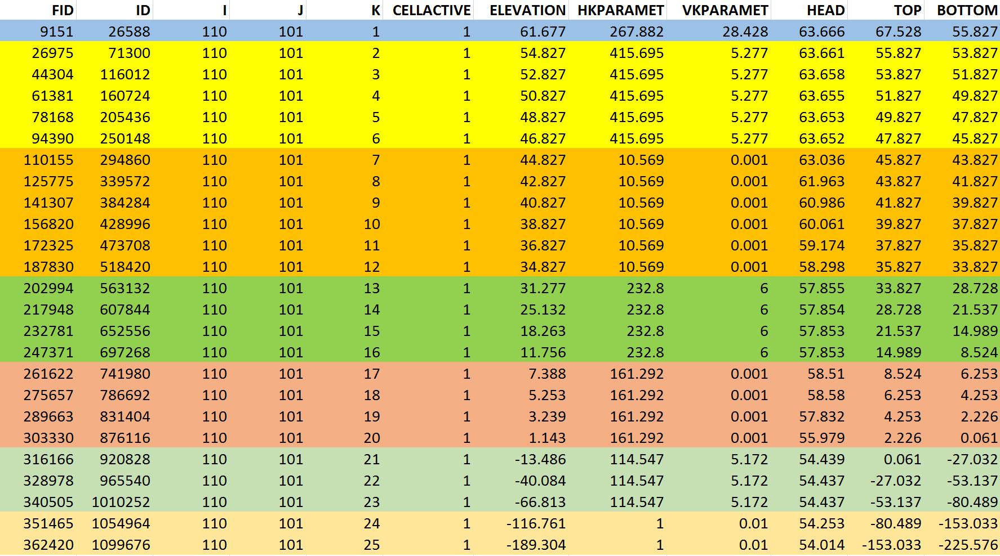 FID ID I J K CELLACTIVE ELEVATION HKPARAMET VKPARAMET HEAD TOP BOTTOM
9151 26588 110 101 1 1 61.677 267.882 28.428 63.666 67.528 55.827
26975 71300 110 101 2 1 54.827 415.695 5.277 63.661 55.827 53.827
44304 116012 110 101 3 1 52.827 415.695 5.277 63.658 53.827 51.827
61381 160724 110 101 4 1 50.827 415.695 5.277 63.655 51.827 49.827
78168 205436 110 101 5 1 48.827 415.695 5.277 63.653 49.827 47.827
94390 250148 110 101 6 1 46.827 415.695 5.277 63.652 47.827 45.827
110155 294860 110 101 7 1 44.827 10.569 0.001 63.036 45.827 43.827
125775 339572 110 101 8 1 42.827 10.569 0.001 61.963 43.827 41.827
141307 384284 110 101 9 1 40.827 10.569 0.001 60.986 41.827 39.827
156820 428996 110 101 10 1 38.827 10.569 0.001 60.061 39.827 37.827
172325 473708 110 101 11 1 36.827 10.569 0.001 59.174 37.827 35.827
187830 518420 110 101 12 1 34.827 10.569 0.001 58.298 35.827 33.827
202994 563132 110 101 13 1 31.277 232.8 6 57.855 33.827 28.728
217948 607844 110 101 14 1 25.132 232.8 6 57.854 28.728 21.537
232781 652556 110 101 15 1 18.263 232.8 6 57.853 21.537 14.989
247371 697268 110 101 16 1 11.756 232.8 6 57.853 14.989 8.524
261622 741980 110 101 17 1 7.388 161.292 0.001 58.51 8.524 6.253
275657 786692 110 101 18 1 5.253 161.292 0.001 58.58 6.253 4.253
289663 831404 110 101 19 1 3.239 161.292 0.001 57.832 4.253 2.226
303330 876116 110 101 20 1 1.143 161.292 0.001 55.979 2.226 0.061
316166 920828 110 101 21 1 -13.486 114.547 5.172 54.439 0.061 -27.032
328978 965540 110 101 22 1 -40.084 114.547 5.172 54.437 -27.032 -53.137
340505 1010252 110 101 23 1 -66.813 114.547 5.172 54.437 -53.137 -80.489
351465 1054964 110 101 24 1 -116.761 1 0.01 54.253 -80.489 -153.033
362420 1099676 110 101 25 1 -189.304 1 0.01 54.014 -153.033 -225.576